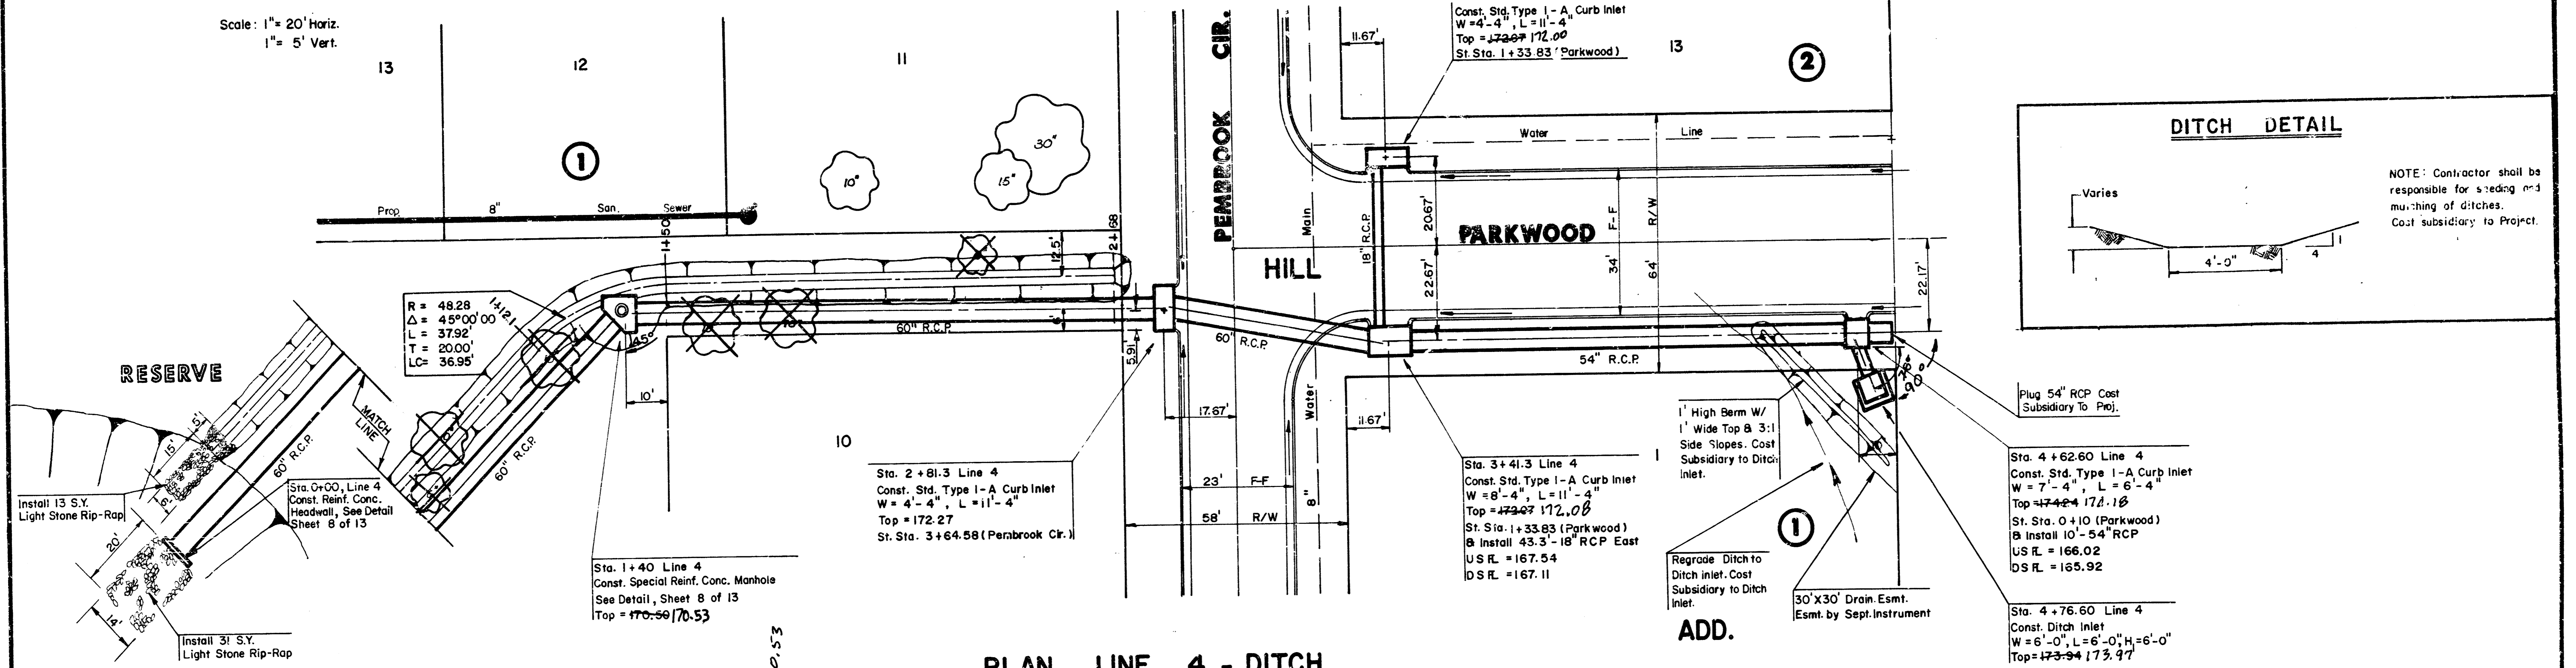 Scale: 1"= 20' Horiz.
1"= 5' Vert.
13
12
11
1
10"
15"
30"
Prop.
8"
San.
Sewer
1+50
12.5'
2+68
R = 48.28
Δ = 45°00'00"
L = 37.92'
T = 20.00'
LC= 36.95'
1+12.1
45°
60" R.C.P.
6'
5.91'
10'
RESERVE
MATCH
LINE
5'
15'
6'
60" R.C.P.
60" R.C.P.
20'
14'
Install 13 S.Y.
Light Stone Rip-Rap
Sta. 0+00, Line 4
Const. Reinf. Conc.
Headwall, See Detail
Sheet 8 of 13
Install 31 S.Y.
Light Stone Rip-Rap
Sta. 1+40 Line 4
Const. Special Reinf. Conc. Manhole
See Detail, Sheet 8 of 13
Top = 170.50 170.53
10
Sta. 2+81.3 Line 4
Const. Std. Type 1-A Curb Inlet
W= 4'-4", L=11'-4"
Top = 172.27
St. Sta. 3+64.58 (Pembrook Cir.)
PEMBROOK CIR.
Main
HILL
60" R.C.P.
17.67'
23' F-F
58' R/W
8"
Water
11.67'
Const. Std. Type 1-A Curb Inlet
W=4'-4", L=11'-4"
Top = 172.07 172.00
St. Sta. 1+33.83 (Parkwood)
13
2
11.67'
Water Line
18" R.C.P.
20.67'
22.67'
PARKWOOD
34' F-F
64' R/W
22.17'
54" R.C.P.
76°
90°
Sta. 3+41.3 Line 4
Const. Std. Type 1-A Curb Inlet
W=8'-4", L=11'-4"
Top = 172.07 172.08
St. Sta. 1+33.83 (Parkwood)
& Install 43.3'-18" RCP East
US FL = 167.54
DS FL = 167.11
1
1' High Berm W/
1' Wide Top & 3:1
Side Slopes. Cost
Subsidiary to Ditch
Inlet.
1
Regrade Ditch to
Ditch inlet. Cost
Subsidiary to Ditch
Inlet.
ADD.
30'X30' Drain. Esmt.
Esmt. by Sept. Instrument
Plug 54" RCP Cost
Subsidiary To Proj.
Sta. 4+62.60 Line 4
Const. Std. Type 1-A Curb Inlet
W = 7'-4", L = 6'-4"
Top = 174.24 174.18
St. Sta. 0+10 (Parkwood)
& Install 10'-54" RCP
US FL = 166.02
DS FL = 165.92
Sta. 4+76.60 Line 4
Const. Ditch Inlet
W=6'-0", L=6'-0", H,=6'-0"
Top = 173.94 173.97
DITCH DETAIL
Varies
4'-0"
1
4
NOTE: Contractor shall be
responsible for seeding and
mulching of ditches.
Cost subsidiary to Project.
0.53
PLAN LINE 4 - DITCH